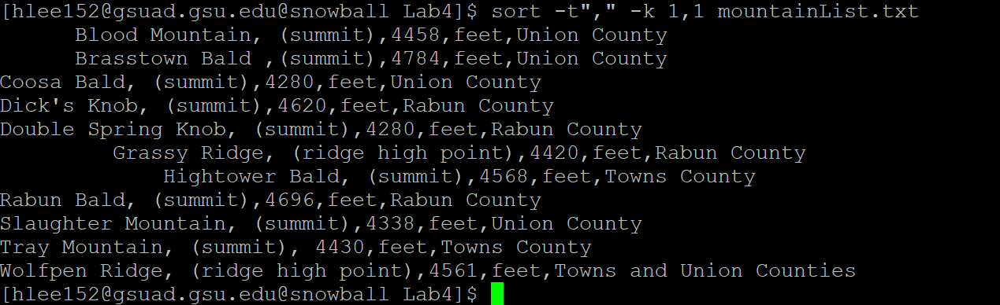 [hlee152@gsuad.gsu.edu@snowball Lab4]$ sort -t"," -k 1,1 mountainList.txt
      Blood Mountain, (summit),4458,feet,Union County
      Brasstown Bald ,(summit),4784,feet,Union County
Coosa Bald, (summit),4280,feet,Union County
Dick's Knob, (summit),4620,feet,Rabun County
Double Spring Knob, (summit),4280,feet,Rabun County
         Grassy Ridge, (ridge high point),4420,feet,Rabun County
             Hightower Bald, (summit),4568,feet,Towns County
Rabun Bald, (summit),4696,feet,Rabun County
Slaughter Mountain, (summit),4338,feet,Union County
Tray Mountain, (summit), 4430,feet,Towns County
Wolfpen Ridge, (ridge high point),4561,feet,Towns and Union Counties
[hlee152@gsuad.gsu.edu@snowball Lab4]$